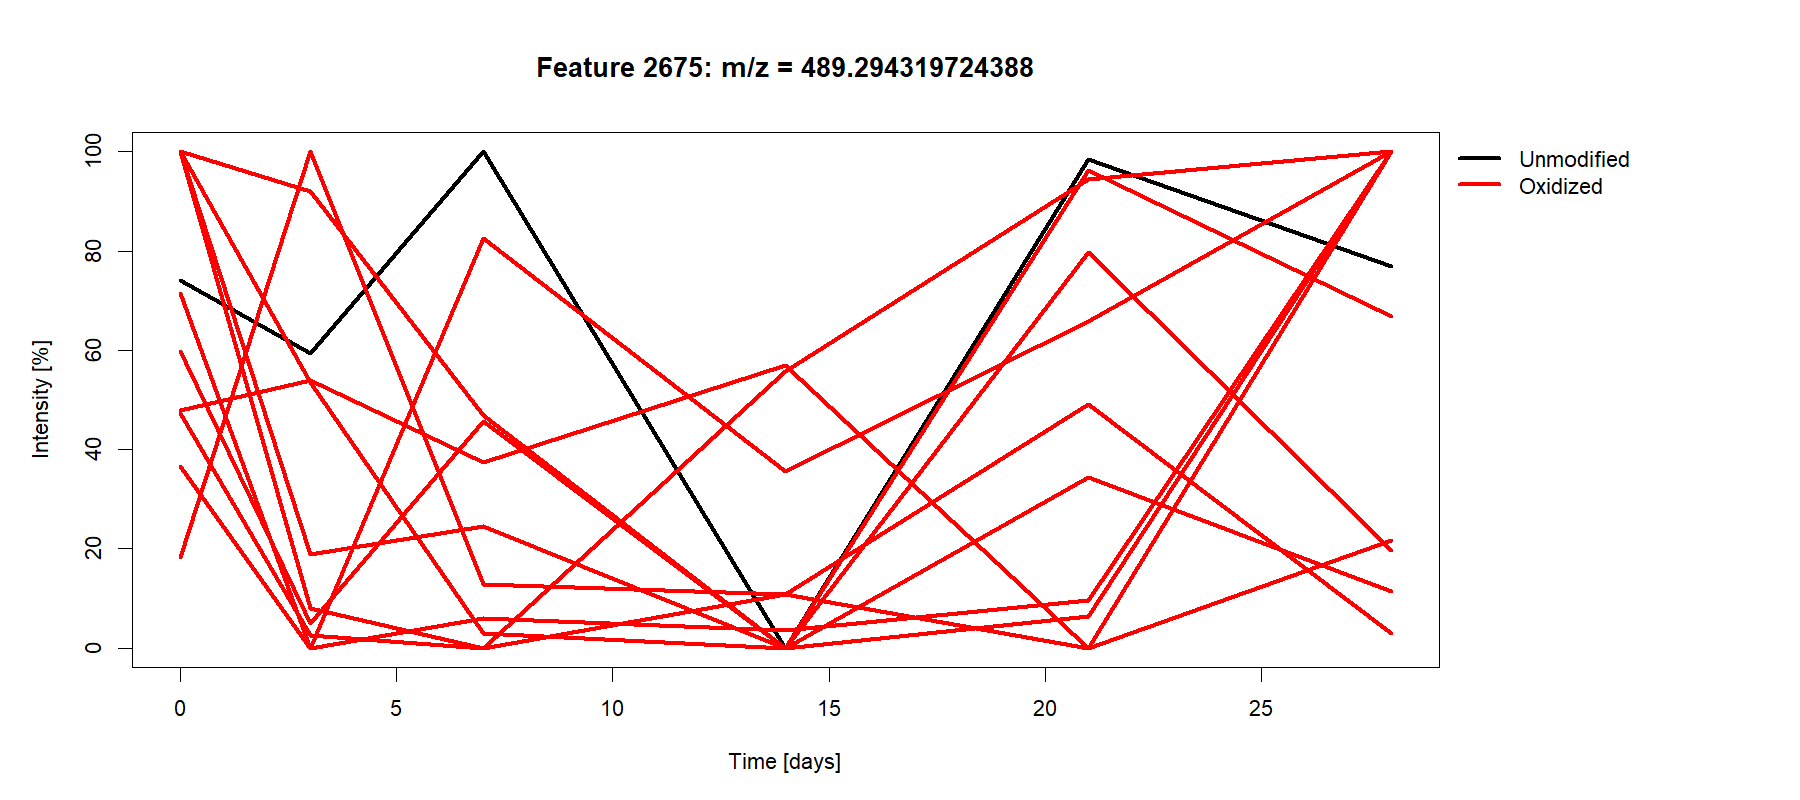 Feature 2675: m/z = 489.294319724388
Unmodified
Oxidized
Intensity [%]
100
80
60
40
20
0
0 5 10 15 20 25
Time [days]